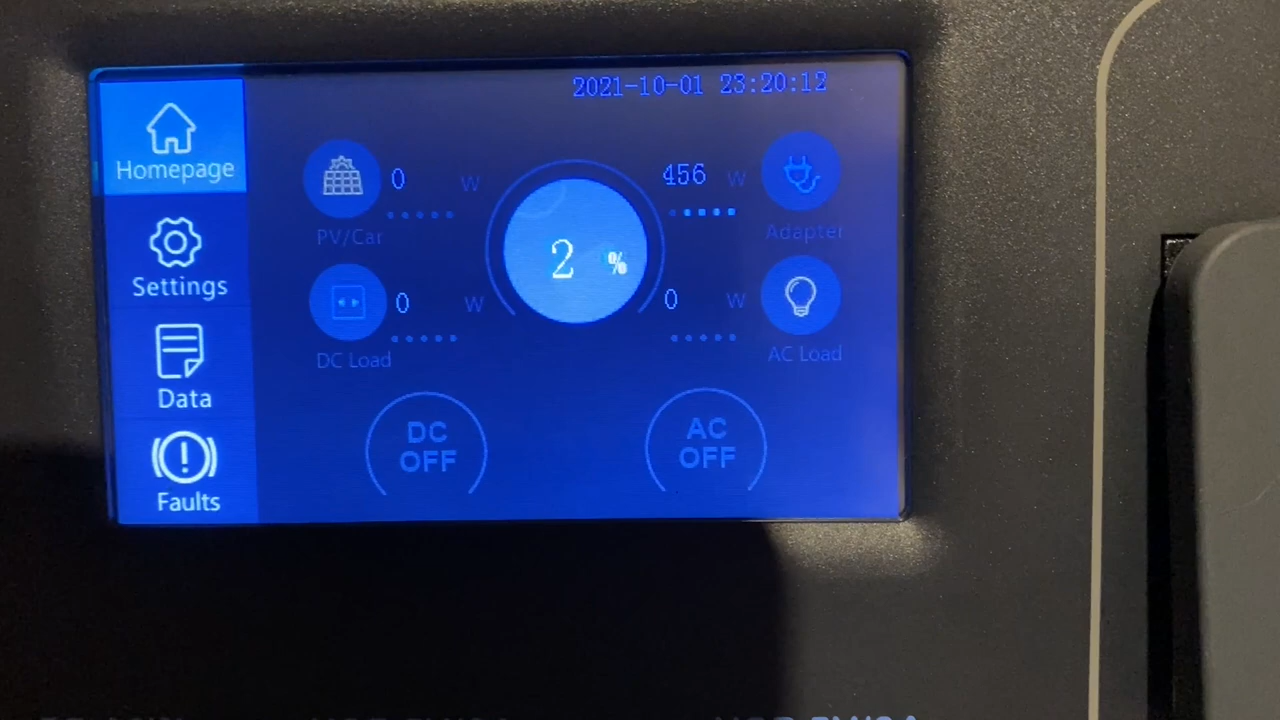 2021-10-01 23:20:12
Homepage
Settings
Data
Faults
0 W
PV/Car
456 W
Adapter
2 %
0 W
DC Load
0 W
AC Load
DC
OFF
AC
OFF